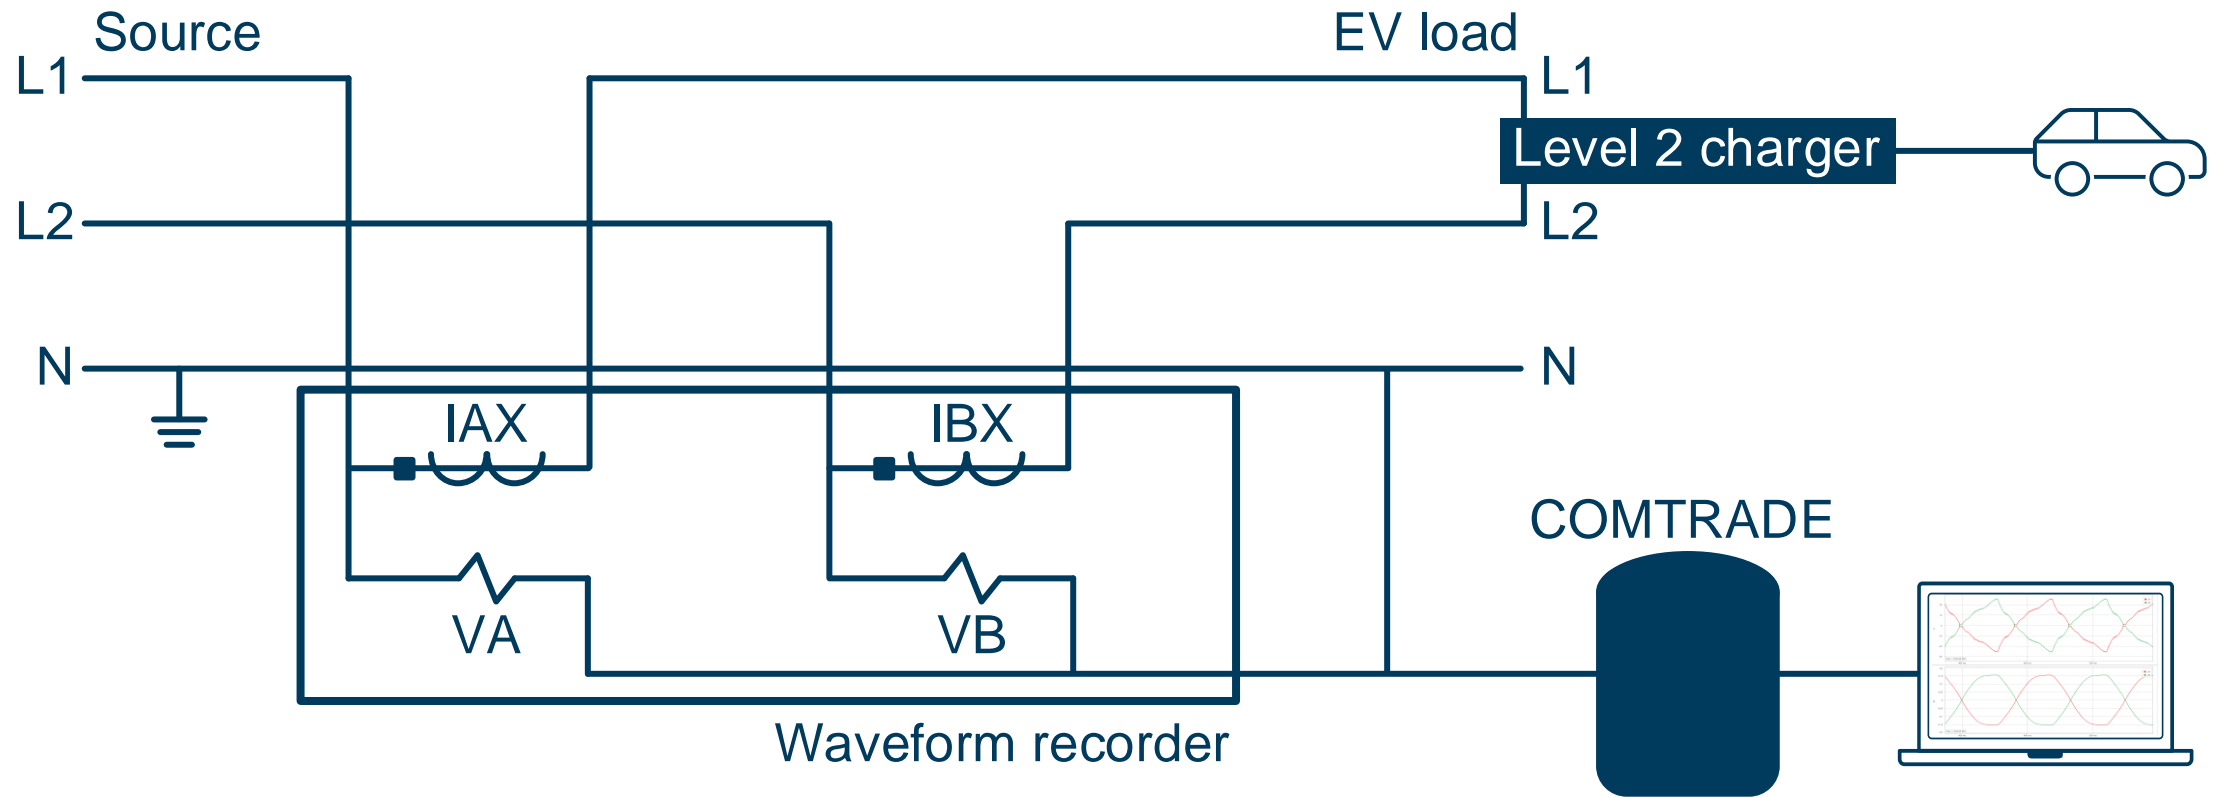 Source
EV load
L1
L1
Level 2 charger
L2
L2
N
N
IAX
IBX
COMTRADE
VA
VB
Waveform recorder